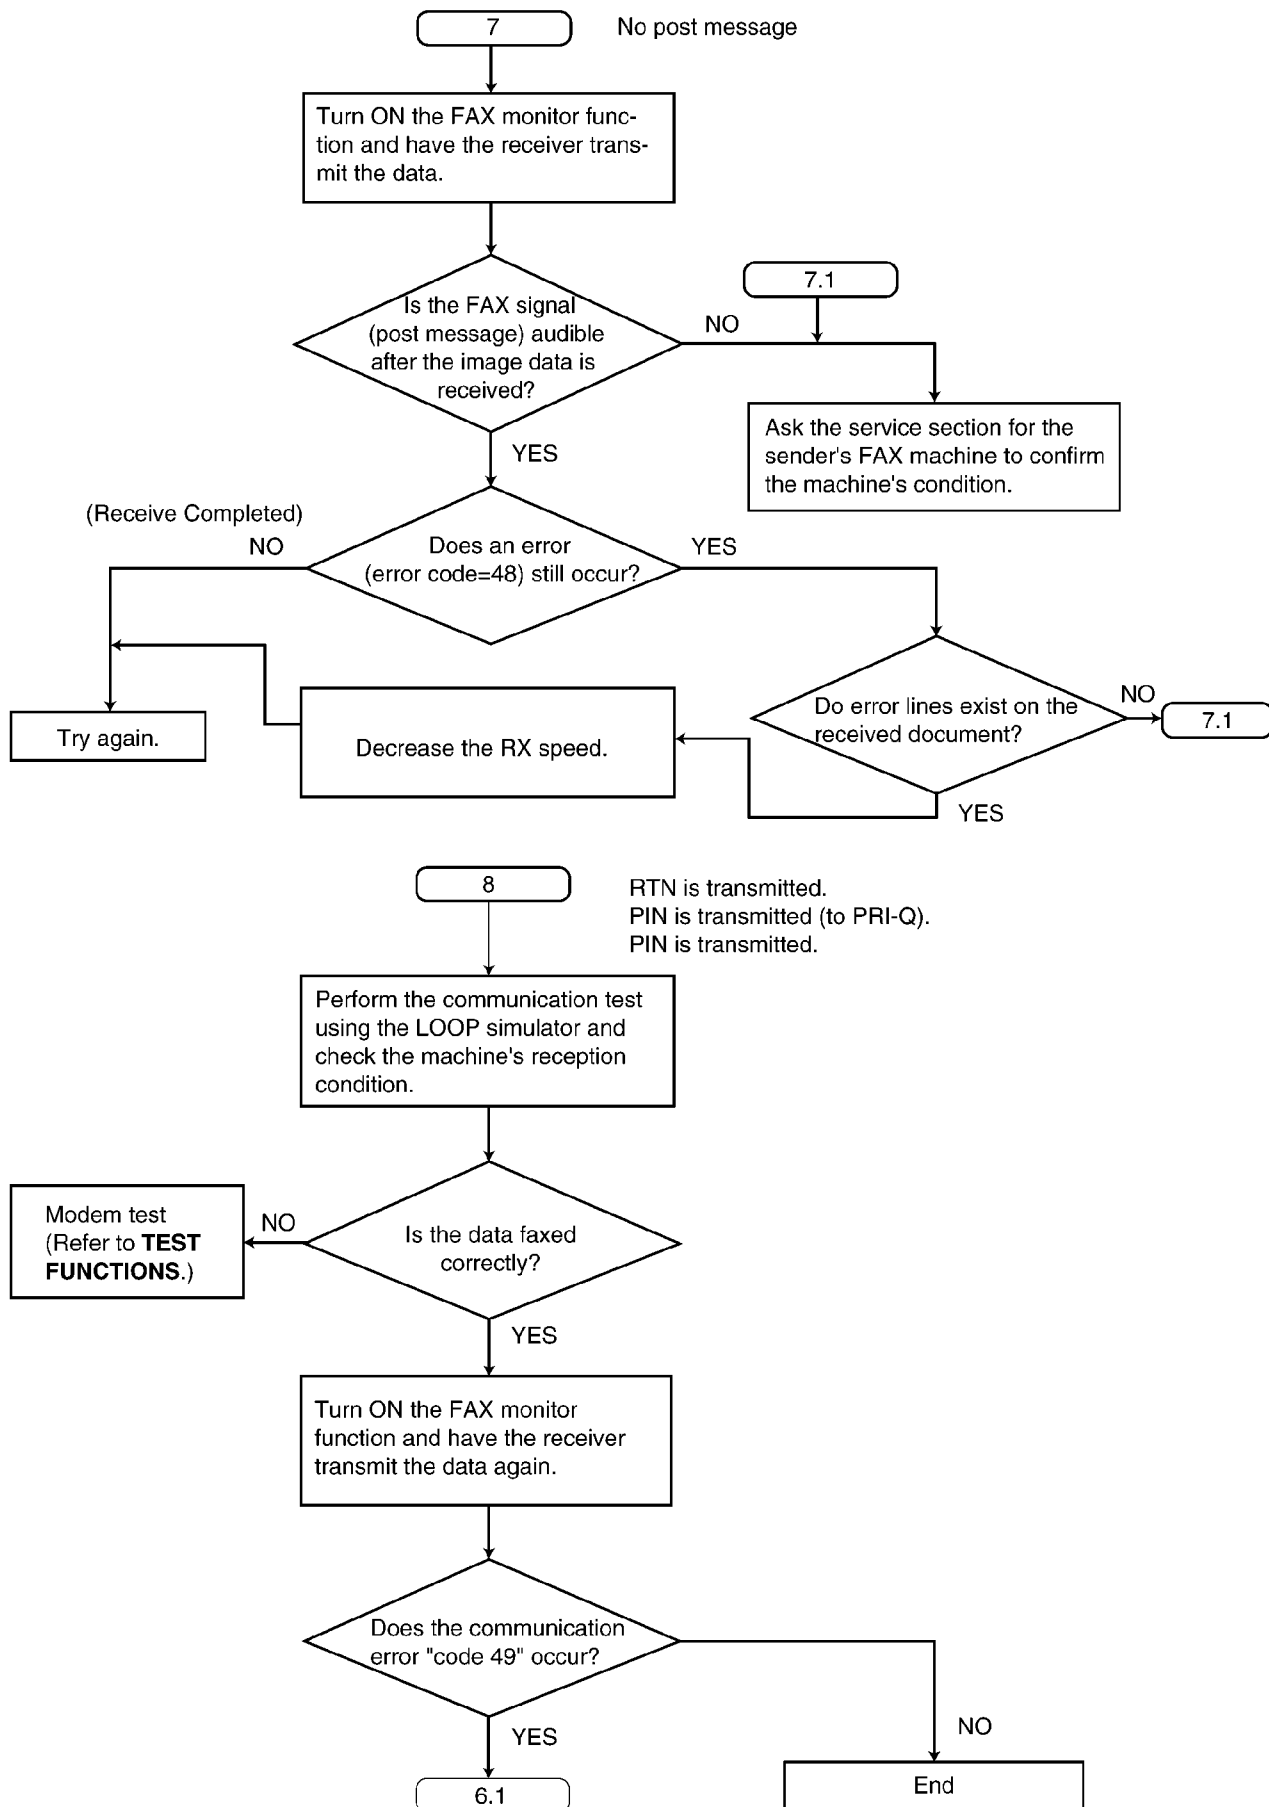 7
No post message
Turn ON the FAX monitor func-
tion and have the receiver trans-
mit the data.
7.1
Is the FAX signal
(post message) audible
after the image data is
received?
NO
Ask the service section for the
sender's FAX machine to confirm
the machine's condition.
YES
(Receive Completed)
NO
Does an error
(error code=48) still occur?
YES
Do error lines exist on the
received document?
NO
7.1
Try again.
Decrease the RX speed.
YES
8
RTN is transmitted.
PIN is transmitted (to PRI-Q).
PIN is transmitted.
Perform the communication test
using the LOOP simulator and
check the machine's reception
condition.
Modem test
(Refer to TEST
FUNCTIONS.)
NO
Is the data faxed
correctly?
YES
Turn ON the FAX monitor
function and have the receiver
transmit the data again.
Does the communication
error "code 49" occur?
YES
NO
6.1
End